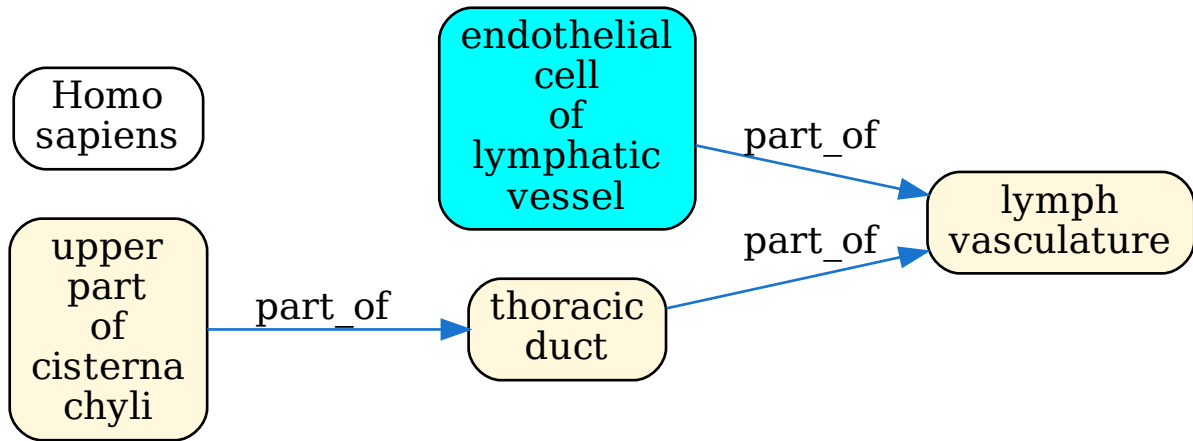 Homo
sapiens
upper
part
of
cisterna
chyli
part_of
endothelial
cell
of
lymphatic
vessel
thoracic
duct
part_of
part_of
lymph
vasculature